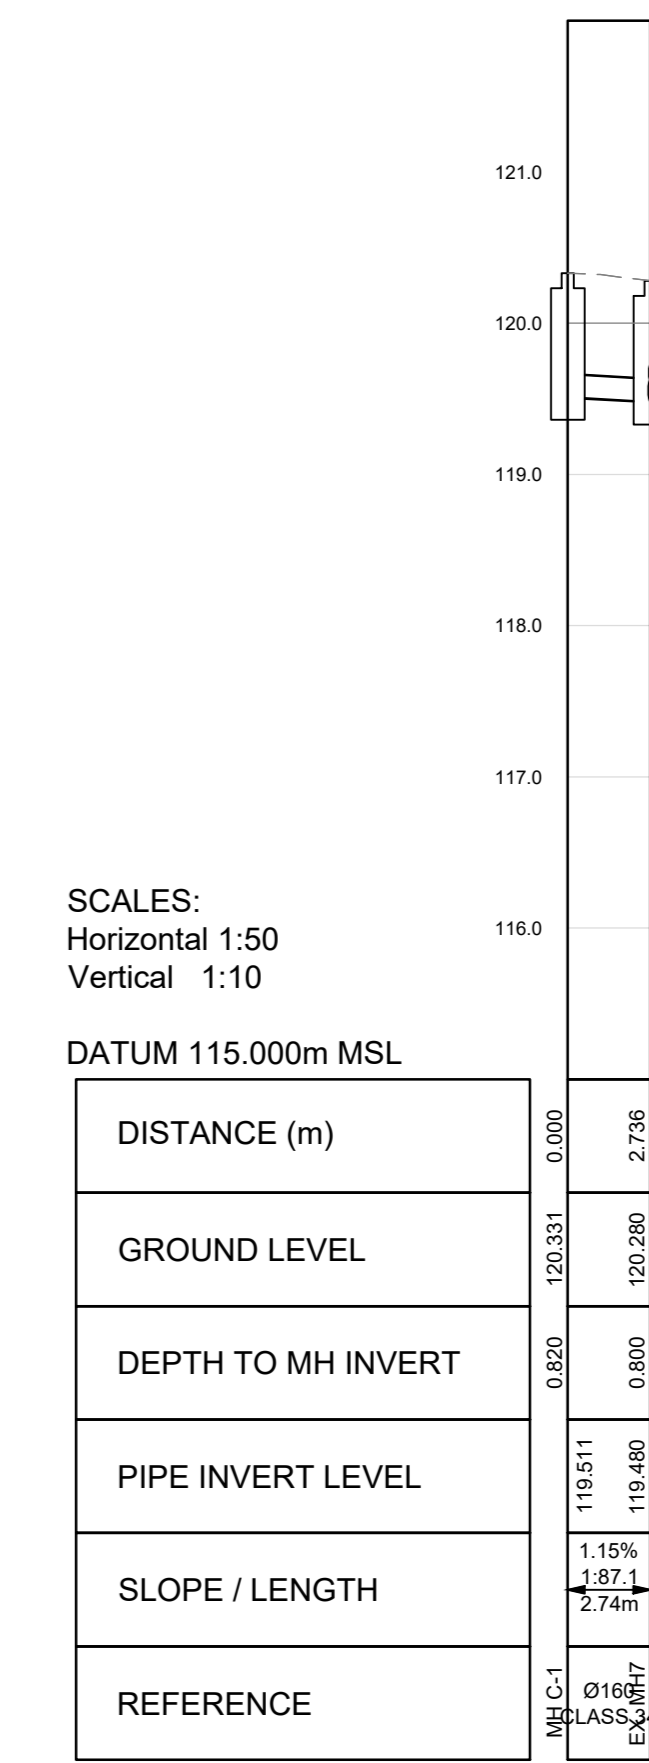 121.0
120.0
119.0
118.0
117.0
116.0
SCALES:
Horizontal 1:50
Vertical 1:10
DATUM 115.000m MSL
DISTANCE (m)
0.000
2.736
GROUND LEVEL
120.331
120.280
DEPTH TO MH INVERT
0.820
0.800
PIPE INVERT LEVEL
119.511
119.480
SLOPE / LENGTH
1.15%
1:87.1
2.74m
REFERENCE
MH C-1
Ø160
CLASS 34
EX MH7